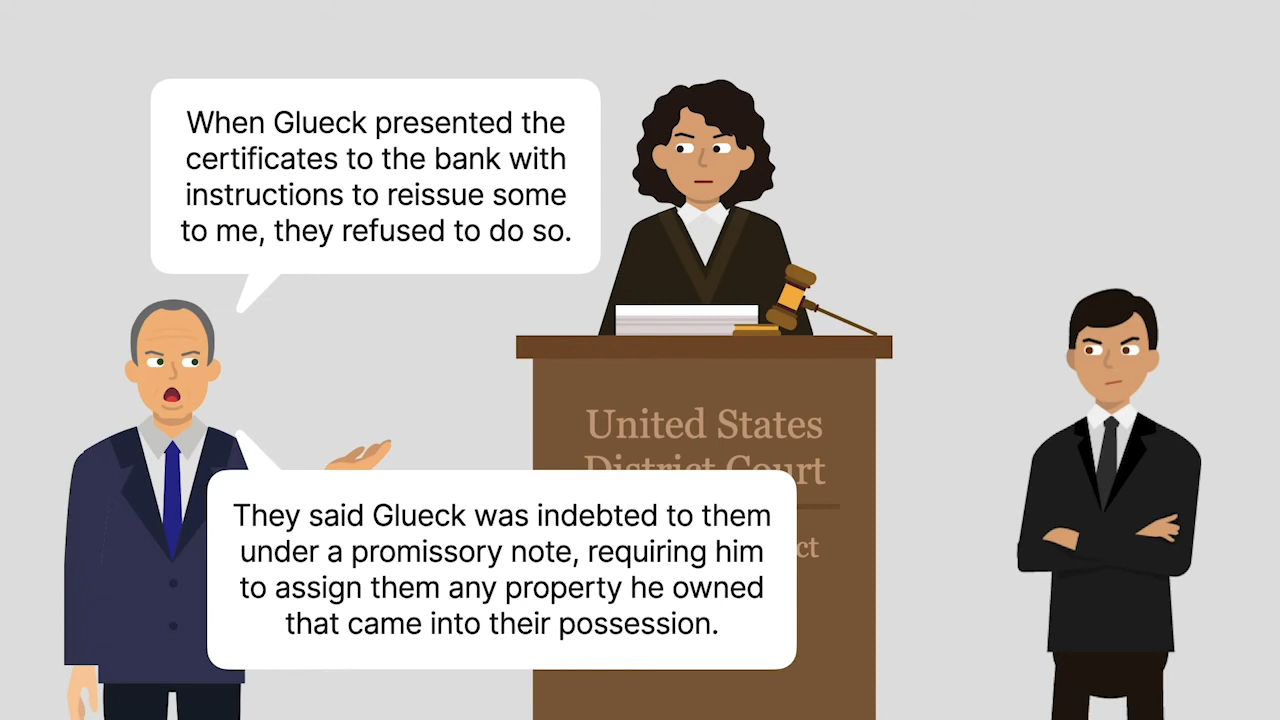 When Glueck presented the
certificates to the bank with
instructions to reissue some
to me, they refused to do so.
United States
District Court
They said Glueck was indebted to them
under a promissory note, requiring him
to assign them any property he owned
that came into their possession.